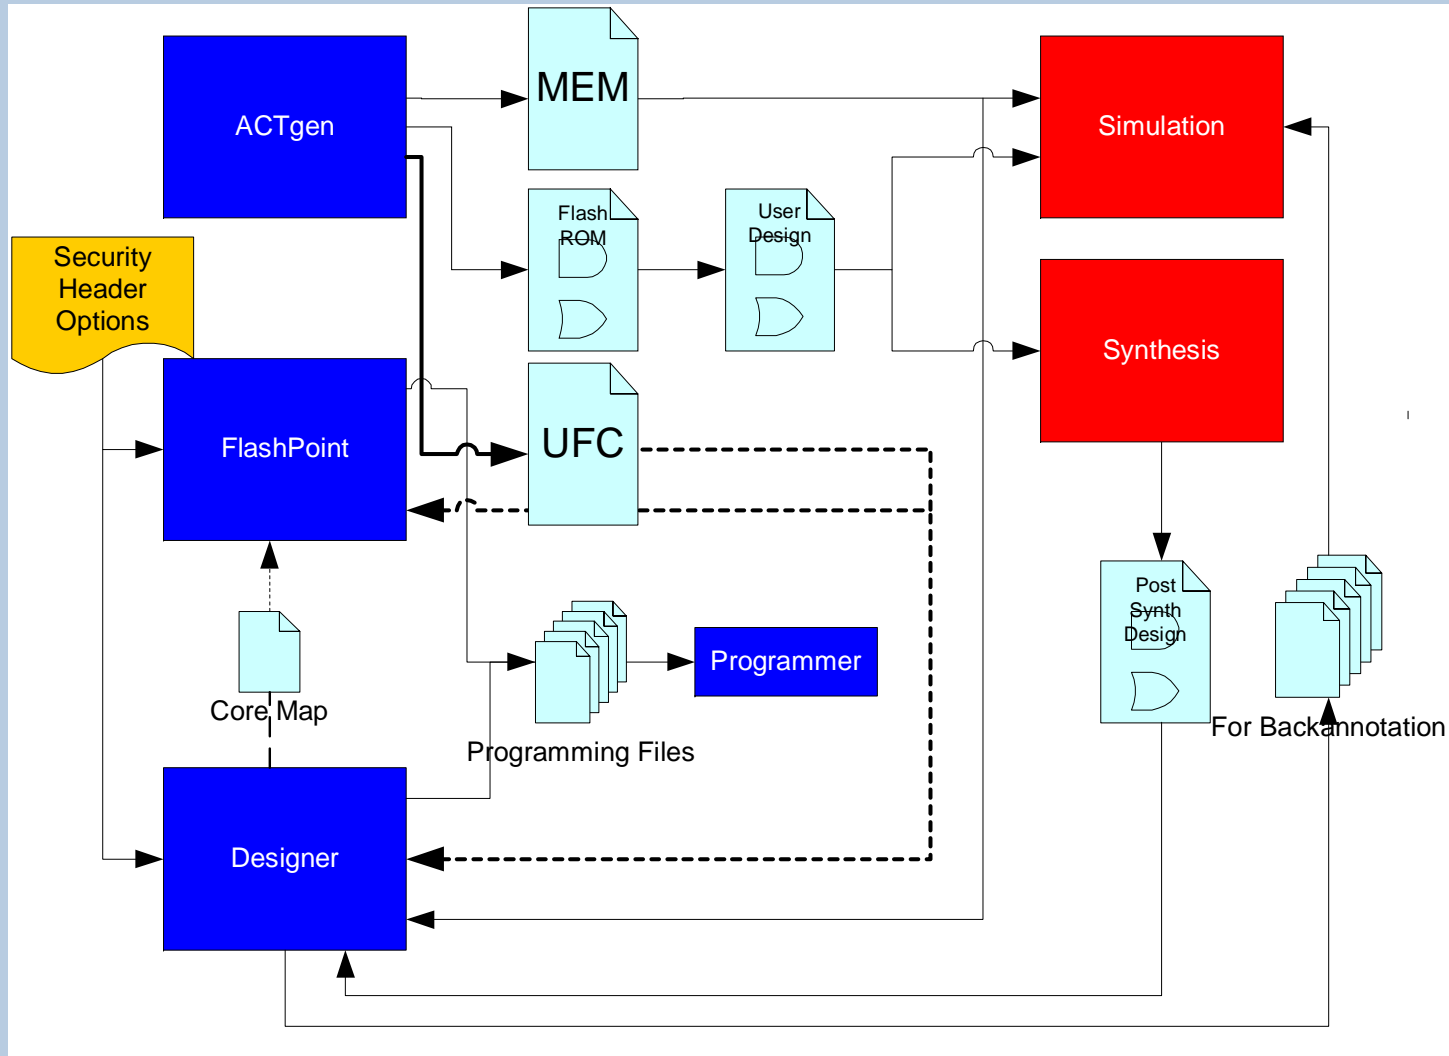 MEM
ACTgen
Simulation
Flash
ROM
User
Design
Security
Header
Options
Synthesis
FlashPoint
UFC
Post
Synth
Design
Programmer
Core Map
For Backannotation
Programming Files
Designer